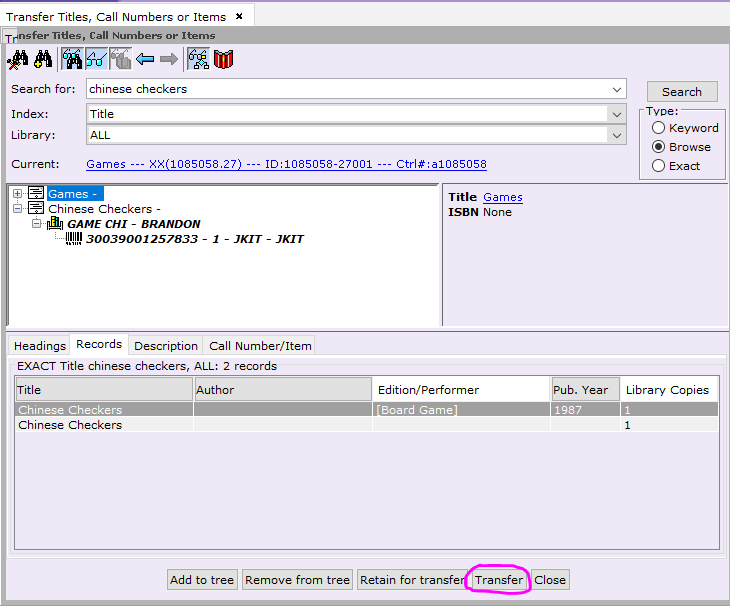 Transfer Titles, Call Numbers or Items ×
Transfer Titles, Call Numbers or Items
Search for: chinese checkers
Search
Index: Title
Library: ALL
Type:
Keyword
Browse
Exact
Current: Games --- XX(1085058.27) --- ID:1085058-27001 --- Ctrl#:a1085058
Games -
Chinese Checkers -
GAME CHI - BRANDON
30039001257833 - 1 - JKIT - JKIT
Title Games
ISBN None
Headings Records Description Call Number/Item
EXACT Title chinese checkers, ALL: 2 records
Title Author Edition/Performer Pub. Year Library Copies
Chinese Checkers [Board Game] 1987 1
Chinese Checkers 1
Add to tree Remove from tree Retain for transfer Transfer Close